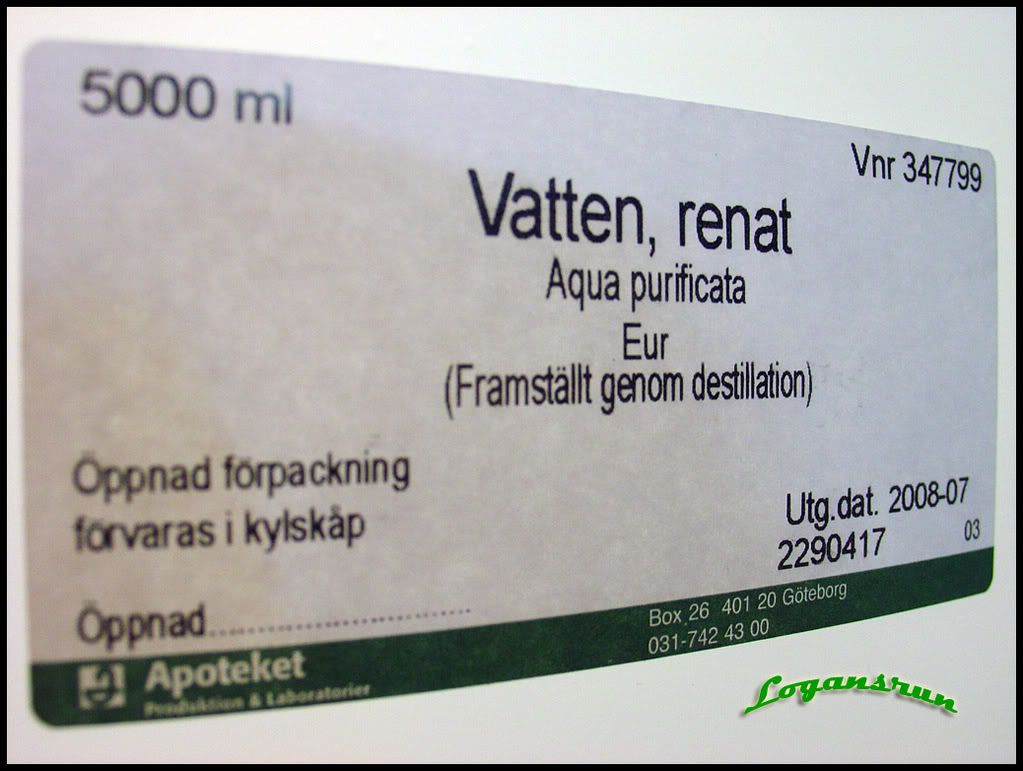 5000 ml
Vnr 347799
Vatten, renat
Aqua purificata
Eur
(Framställt genom destillation)
Öppnad förpackning
förvaras i kylskåp
Utg.dat. 2008-07
2290417
03
Öppnad....................................
Box 26 401 20 Göteborg
031-742 43 00
Apoteket
Produktion & Laboratorier
Logansrun